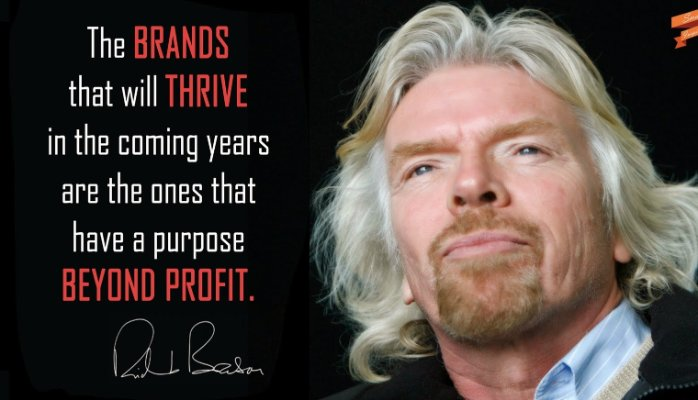 The BRANDS
that will THRIVE
in the coming years
are the ones that
have a purpose
BEYOND PROFIT.